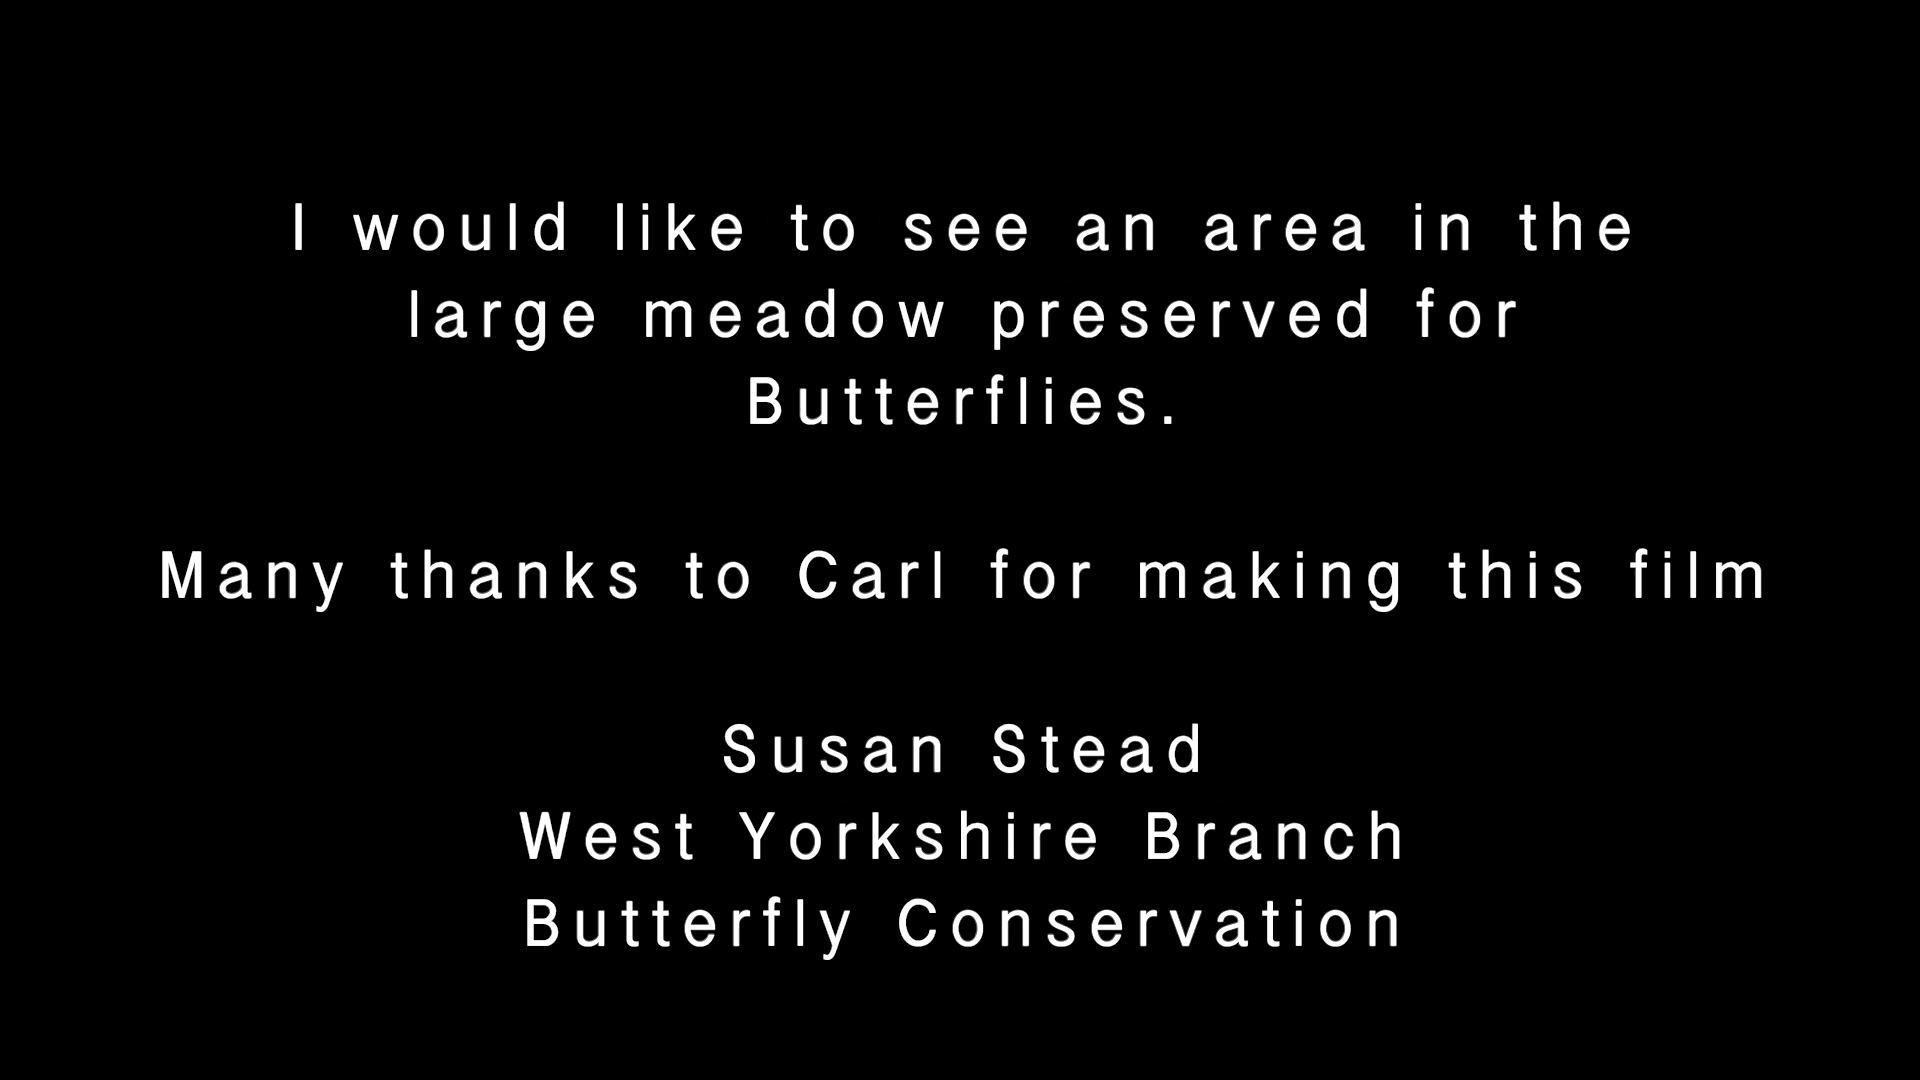 I would like to see an area in the
large meadow preserved for
Butterflies.
Many thanks to Carl for making this film
Susan Stead
West Yorkshire Branch
Butterfly Conservation